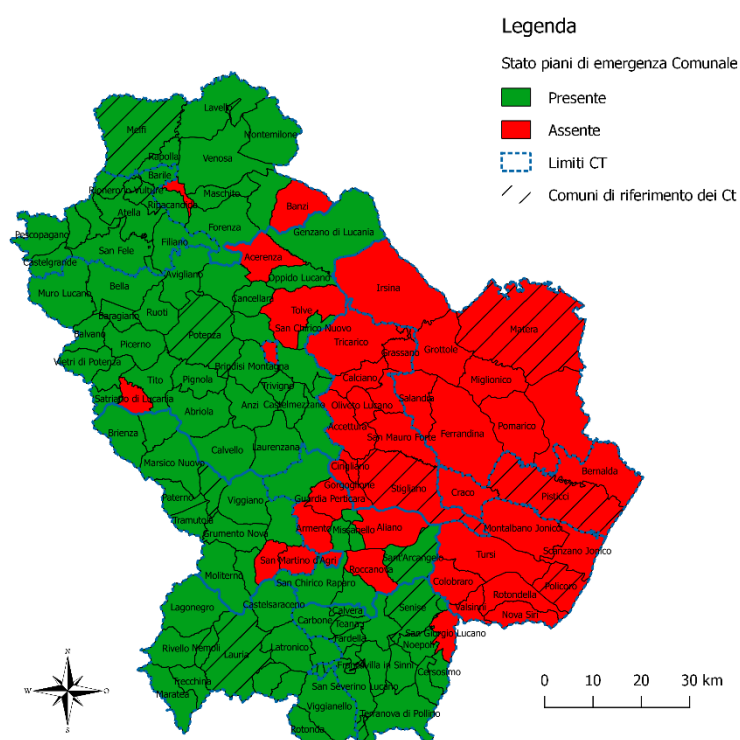 Legenda
Stato piani di emergenza Comunale
Presente
Assente
Limiti CT
Comuni di riferimento dei Ct
Lavello
Melfi
Montemilone
Rapolla
Venosa
Barile
Rionero in Vulture
Maschito
Ripacandida
Banzi
Atella
Forenza
Genzano di Lucania
Pescopagano
Filiano
San Fele
Acerenza
Castelgrande
Avigliano
Oppido Lucano
Bella
Irsina
Muro Lucano
Cancellara
Ruoti
Tolve
Baragiano
San Chirico Nuovo
Matera
Balvano
Potenza
Picerno
Tricarico
Grassano
Grottole
Vietri di Potenza
Brindisi Montagna
Tito
Pignola
Trivigno
Calciano
Miglionico
Satriano di Lucania
Abriola
Anzi
Castelmezzano
Oliveto Lucano
Salandra
Brienza
Accettura
Pomarico
Ferrandina
San Mauro Forte
Calvello
Laurenzana
Marsico Nuovo
Cirigliano
Bernalda
Gorgoglione
Stigliano
Craco
Pisticci
Paterno
Viggiano
Guardia Perticara
Tramutola
Armento
Missanello
Aliano
Montalbano Jonico
Grumento Nova
Scanzano Jonico
San Martino d'Agri
Sant'Arcangelo
Tursi
Roccanova
Moliterno
San Chirico Raparo
Colobraro
Policoro
Rotondella
Lagonegro
Castelsaraceno
Calvera
Senise
Valsinni
Nova Siri
Carbone
Teana
Fardella
San Giorgio Lucano
Noepoli
Rivello
Nemoli
Lauria
Latronico
Francavilla in Sinni
Cersosimo
Trecchina
San Severino Lucano
Maratea
Viggianello
Terranova di Pollino
Rotonda
N
W
O
S
0 10 20 30 km